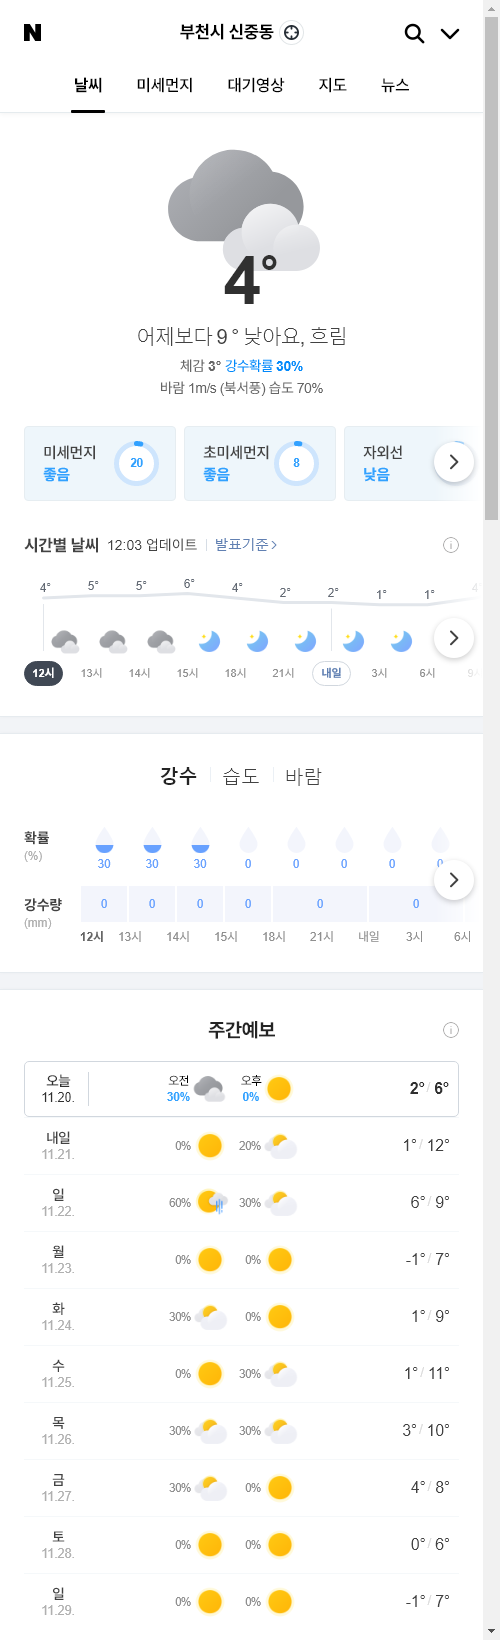 N 부천시 신중동
날씨 미세먼지 대기영상 지도 뉴스
4°
어제보다 9 ° 낮아요, 흐림
체감 3° 강수확률 30%
바람 1m/s (북서풍) 습도 70%
미세먼지 좋음 20
초미세먼지 좋음 8
자외선 낮음
시간별 날씨 12:03 업데이트 발표기준
4° 5° 5° 6° 4° 2° 2° 1° 1°
12시 13시 14시 15시 18시 21시 내일 3시 6시
강수 습도 바람
확률 (%) 30 30 30 0 0 0 0 0
강수량 (mm) 0 0 0 0 0 0
12시 13시 14시 15시 18시 21시 내일 3시 6시
주간예보
오늘 11.20. 오전 30% 오후 0% 2° / 6°
내일 11.21. 0% 20% 1° / 12°
일 11.22. 60% 30% 6° / 9°
월 11.23. 0% 0% -1° / 7°
화 11.24. 30% 0% 1° / 9°
수 11.25. 0% 30% 1° / 11°
목 11.26. 30% 30% 3° / 10°
금 11.27. 30% 0% 4° / 8°
토 11.28. 0% 0% 0° / 6°
일 11.29. 0% 0% -1° / 7°